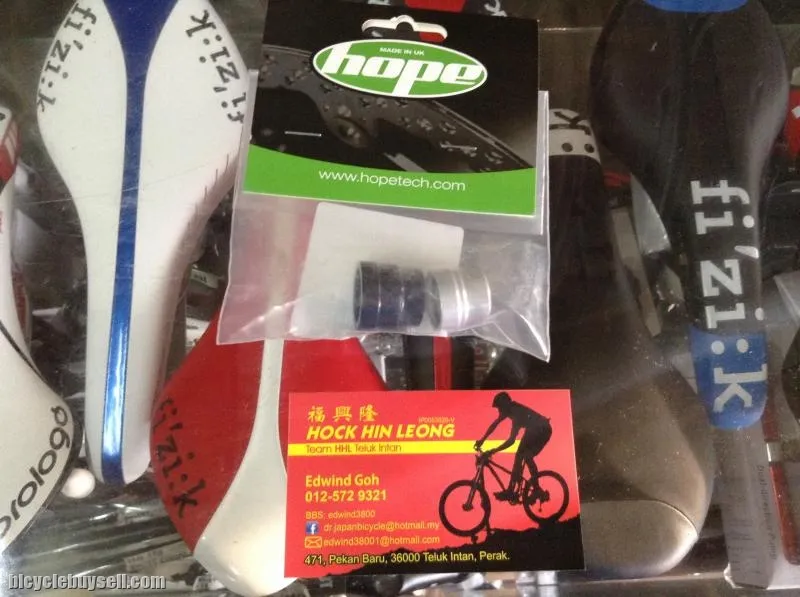 fi'zi:k
fi'zi:k
MADE IN UK
hope
www.hopetech.com
fi'zi:k
prologo
fi'zi:k
福興隆
HOCK HIN LEONG
Team HHL Teluk Intan
Edwind Goh
012-572 9321
BBS: edwind3800
dr.japanbicycle@hotmail.my
edwind38001@hotmail.com
471, Pekan Baru, 36000 Teluk Intan, Perak.
bicyclebuysell.com